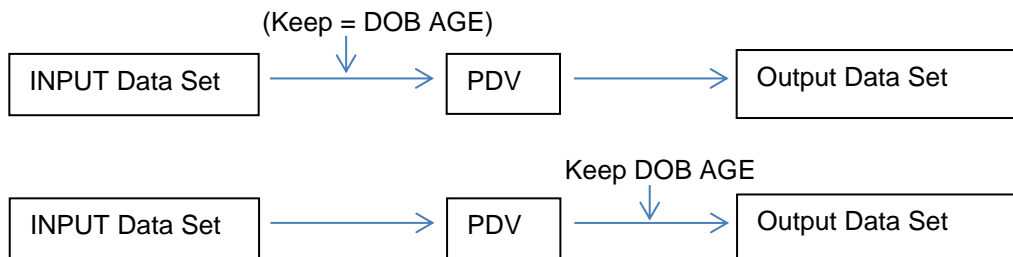 (Keep = DOB AGE)
INPUT Data Set
PDV
Output Data Set
Keep DOB AGE
INPUT Data Set
PDV
Output Data Set